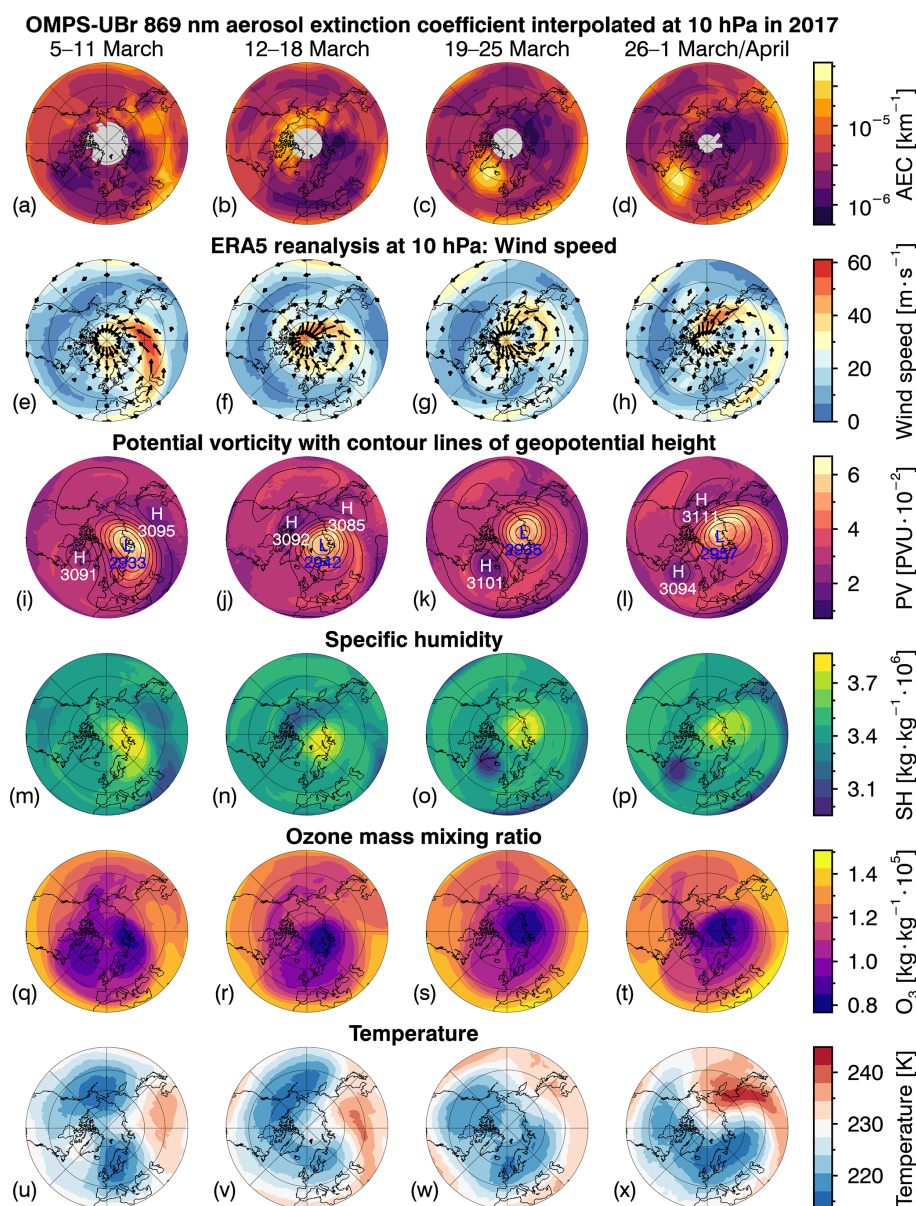 OMPS-UBr 869 nm aerosol extinction coefficient interpolated at 10 hPa in 2017
5–11 March 12–18 March 19–25 March 26–1 March/April
(a) (b) (c) (d)
10⁻⁵
10⁻⁶
AEC [km⁻¹]
ERA5 reanalysis at 10 hPa: Wind speed
(e) (f) (g) (h)
60
40
20
0
Wind speed [m·s⁻¹]
Potential vorticity with contour lines of geopotential height
H 3095 H 3091 L 2933
H 3092 H 3085 L 2942
L 2935 H 3101
H 3111 L 2957 H 3094
(i) (j) (k) (l)
6
4
2
PV [PVU·10⁻²]
Specific humidity
(m) (n) (o) (p)
3.7
3.4
3.1
SH [kg·kg⁻¹·10⁶]
Ozone mass mixing ratio
(q) (r) (s) (t)
1.4
1.2
1.0
0.8
O₃ [kg·kg⁻¹·10⁵]
Temperature
(u) (v) (w) (x)
240
230
220
Temperature [K]